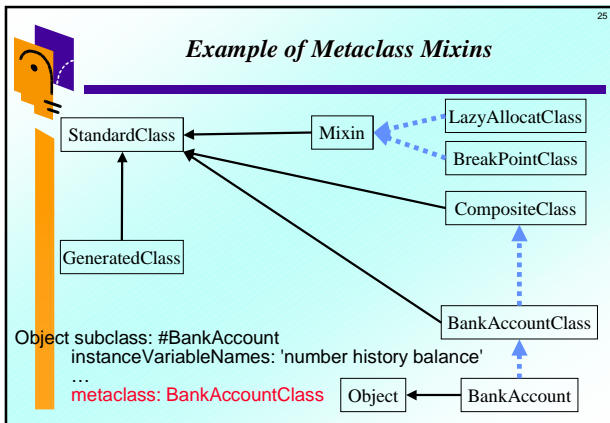 25
Example of Metaclass Mixins
LazyAllocatClass
StandardClass
Mixin
BreakPointClass
CompositeClass
GeneratedClass
BankAccountClass
Object subclass: #BankAccount
instanceVariableNames: 'number history balance'
…
metaclass: BankAccountClass
Object
BankAccount